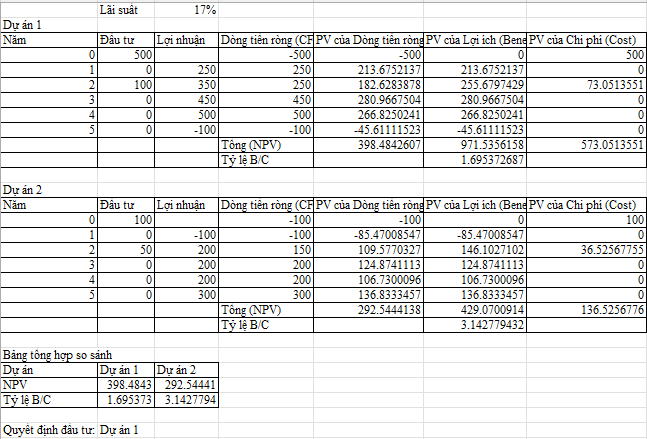 Lãi suất 17%
Dự án 1
Năm Đầu tư Lợi nhuận Dòng tiền ròng (CF PV của Dòng tiền ròng PV của Lợi ích (Bene PV của Chi phí (Cost)
0 500 -500 -500 0 500
1 0 250 250 213.6752137 213.6752137 0
2 100 350 250 182.6283878 255.6797429 73.0513551
3 0 450 450 280.9667504 280.9667504 0
4 0 500 500 266.8250241 266.8250241 0
5 0 -100 -100 -45.61111523 -45.61111523 0
Tổng (NPV) 398.4842607 971.5356158 573.0513551
Tỷ lệ B/C 1.695372687
Dự án 2
Năm Đầu tư Lợi nhuận Dòng tiền ròng (CF PV của Dòng tiền ròng PV của Lợi ích (Bene PV của Chi phí (Cost)
0 100 -100 -100 0 100
1 0 -100 -100 -85.47008547 -85.47008547 0
2 50 200 150 109.5770327 146.1027102 36.52567755
3 0 200 200 124.8741113 124.8741113 0
4 0 200 200 106.7300096 106.7300096 0
5 0 300 300 136.8333457 136.8333457 0
Tổng (NPV) 292.5444138 429.0700914 136.5256776
Tỷ lệ B/C 3.142779432
Bảng tổng hợp so sánh
Dự án Dự án 1 Dự án 2
NPV 398.4843 292.54441
Tỷ lệ B/C 1.695373 3.1427794
Quyết định đầu tư: Dự án 1